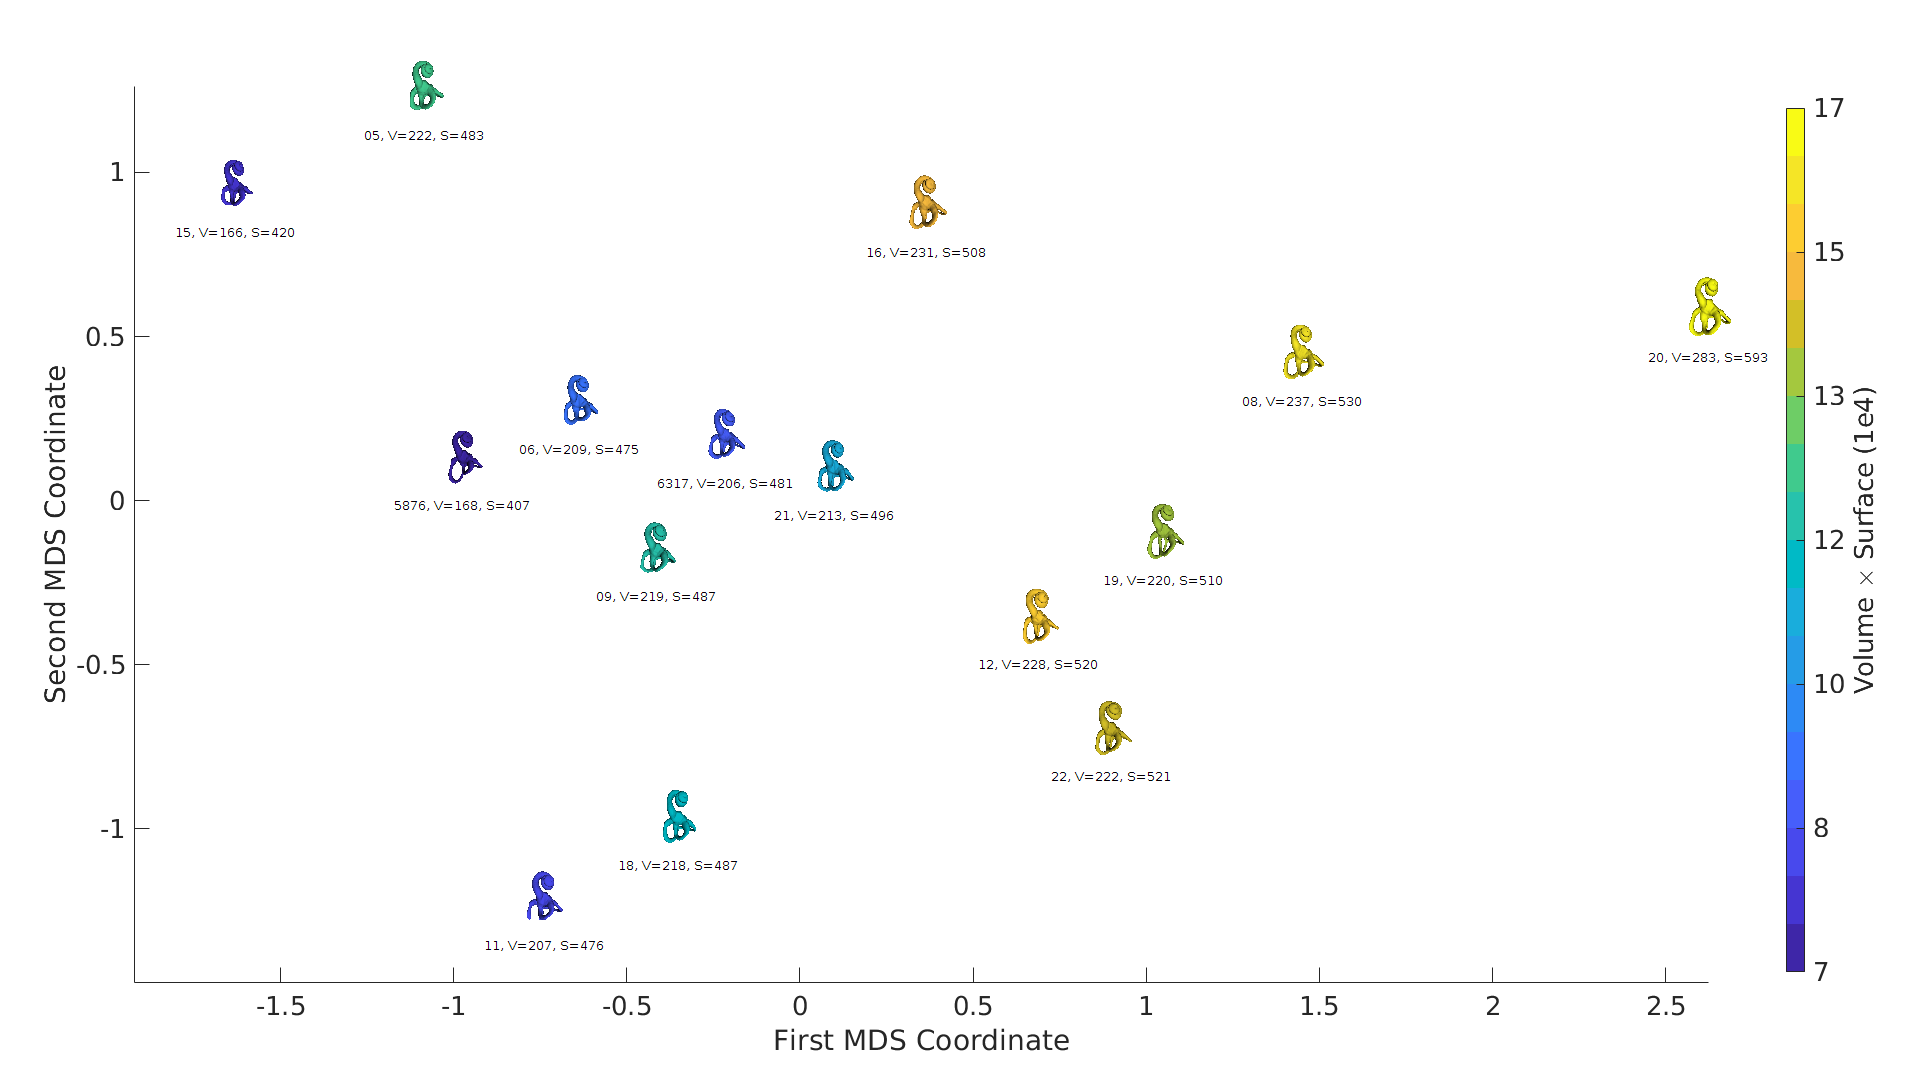 05, V=222, S=483
15, V=166, S=420
16, V=231, S=508
20, V=283, S=593
08, V=237, S=530
06, V=209, S=475
6317, V=206, S=481
5876, V=168, S=407
21, V=213, S=496
09, V=219, S=487
19, V=220, S=510
12, V=228, S=520
22, V=222, S=521
18, V=218, S=487
11, V=207, S=476
1
0.5
0
-0.5
-1
Second MDS Coordinate
-1.5
-1
-0.5
0
0.5
1
1.5
2
2.5
First MDS Coordinate
17
15
13
12
10
8
7
Volume × Surface (1e4)